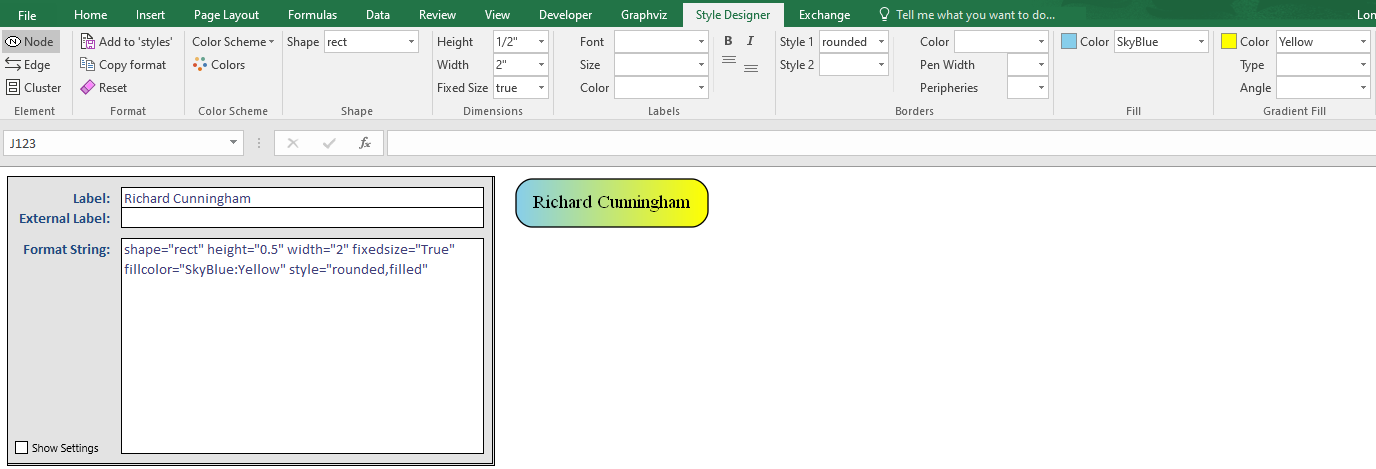 File Home Insert Page Layout Formulas Data Review View Developer Graphviz Style Designer Exchange Tell me what you want to do... Lon
N Node Add to 'styles' Color Scheme Shape rect Height 1/2" Font B I Style 1 rounded Color Color SkyBlue Color Yellow
Edge Copy format Colors Width 2" Size Style 2 Pen Width Type
Cluster Reset Fixed Size true Color Peripheries Angle
Element Format Color Scheme Shape Dimensions Labels Borders Fill Gradient Fill
J123 fx
Label: Richard Cunningham
External Label:
Format String: shape="rect" height="0.5" width="2" fixedsize="True"
fillcolor="SkyBlue:Yellow" style="rounded,filled"
Show Settings
Richard Cunningham